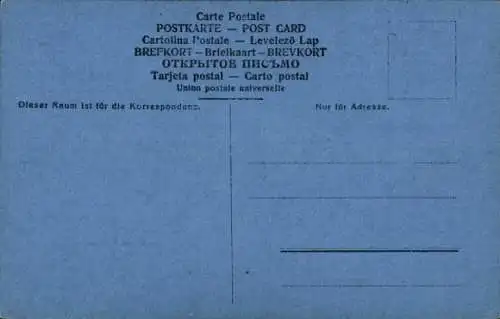 Carte Postale
POSTKARTE — POST CARD
Cartolina Postale — Levelezõ Lap
BREFKORT – Briefkaart – BREVKORT
ОТКРЫТОЕ ПИСЬМО
Tarjeta postal — Carto postal
Union postale universelle
Dieser Raum ist für die Korrespondenz.
Nur für Adresse.